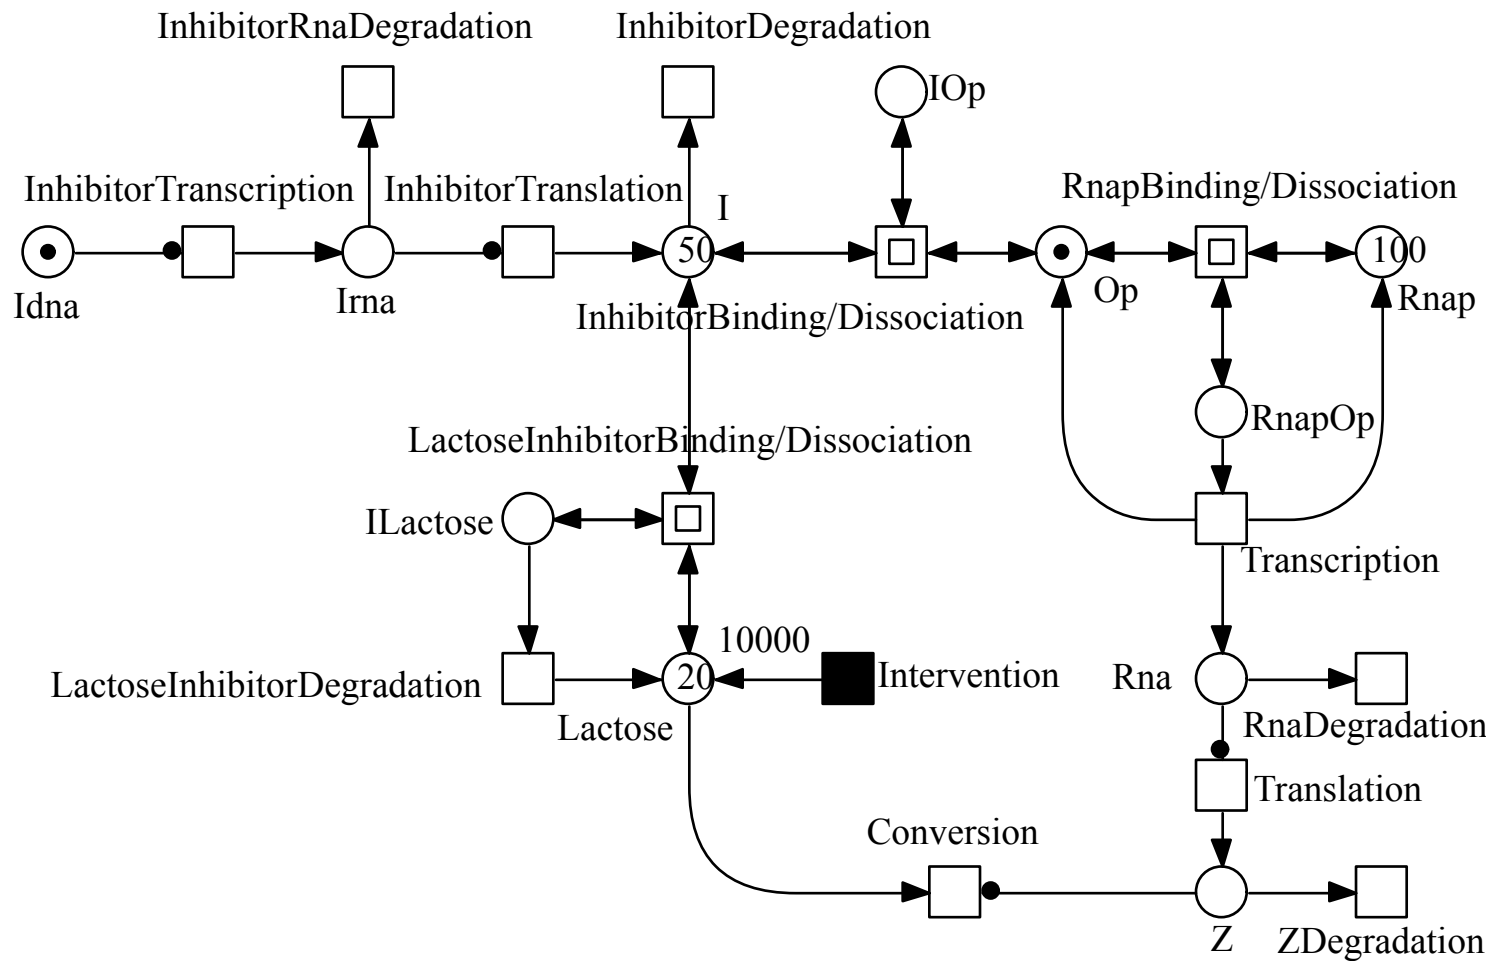 InhibitorRnaDegradation
InhibitorDegradation
IOp
InhibitorTranscription
InhibitorTranslation
I
RnapBinding/Dissociation
50
100
Idna
Irna
InhibitorBinding/Dissociation
Op
Rnap
RnapOp
LactoseInhibitorBinding/Dissociation
ILactose
Transcription
10000
LactoseInhibitorDegradation
20
Intervention
Rna
Lactose
RnaDegradation
Translation
Conversion
Z
ZDegradation